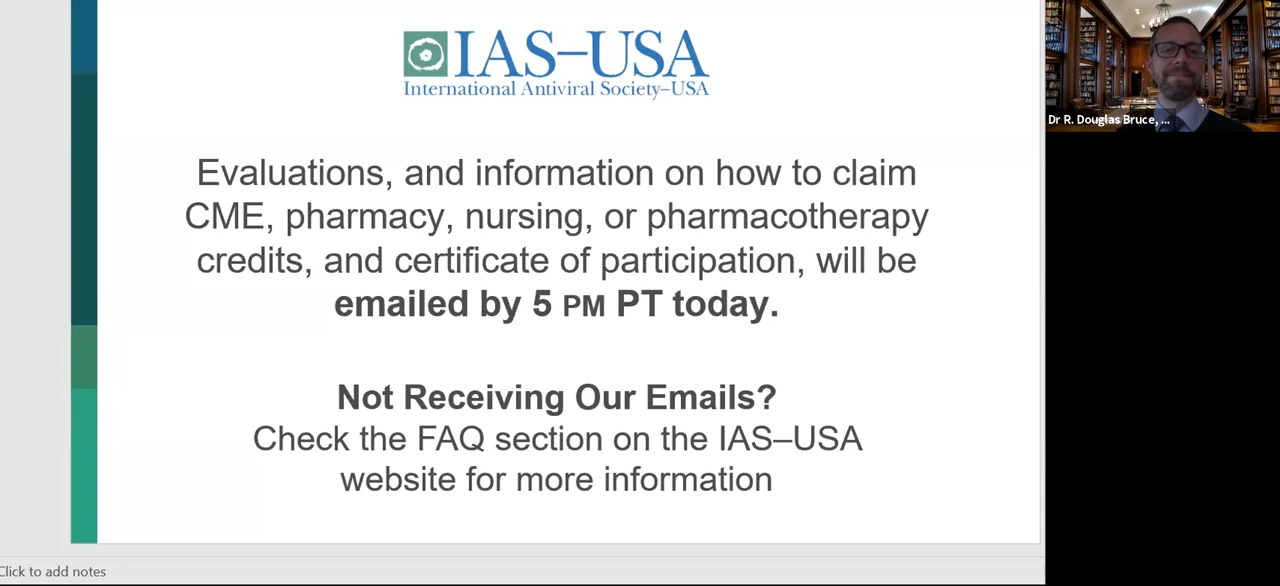 IAS–USA
International Antiviral Society–USA
Evaluations, and information on how to claim
CME, pharmacy, nursing, or pharmacotherapy
credits, and certificate of participation, will be
emailed by 5 PM PT today.
Not Receiving Our Emails?
Check the FAQ section on the IAS–USA
website for more information
Dr R. Douglas Bruce, ...
Click to add notes